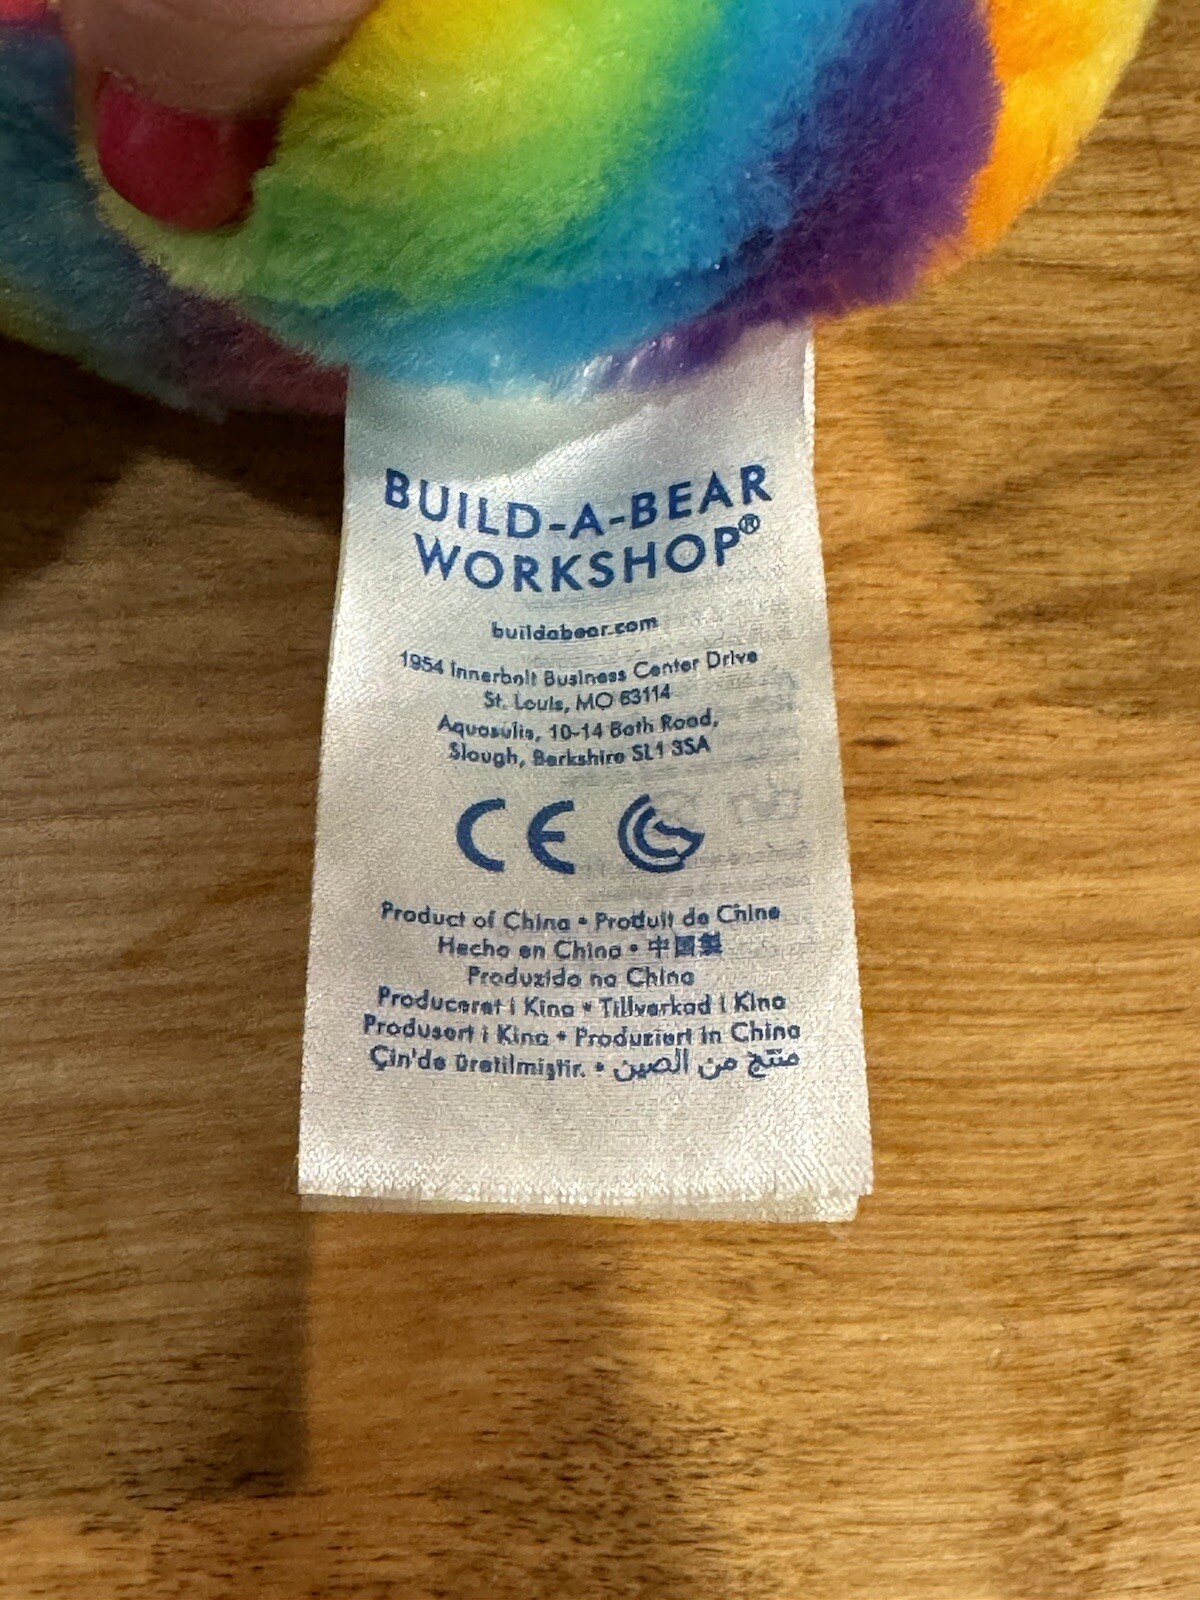 BUILD-A-BEAR
WORKSHOP®
buildabear.com
1954 Innerbelt Business Center Drive
St. Louis, MO 63114
Aquasulis, 10-14 Bath Road,
Slough, Berkshire SL1 3SA
CE
Product of China • Produit de Chine
Hecho en China • 中国製
Produzido na China
Produceret i Kina • Tillverkad i Kina
Produsert i Kina • Produziert in China
Çin'de Üretilmiştir. • منتج من الصين